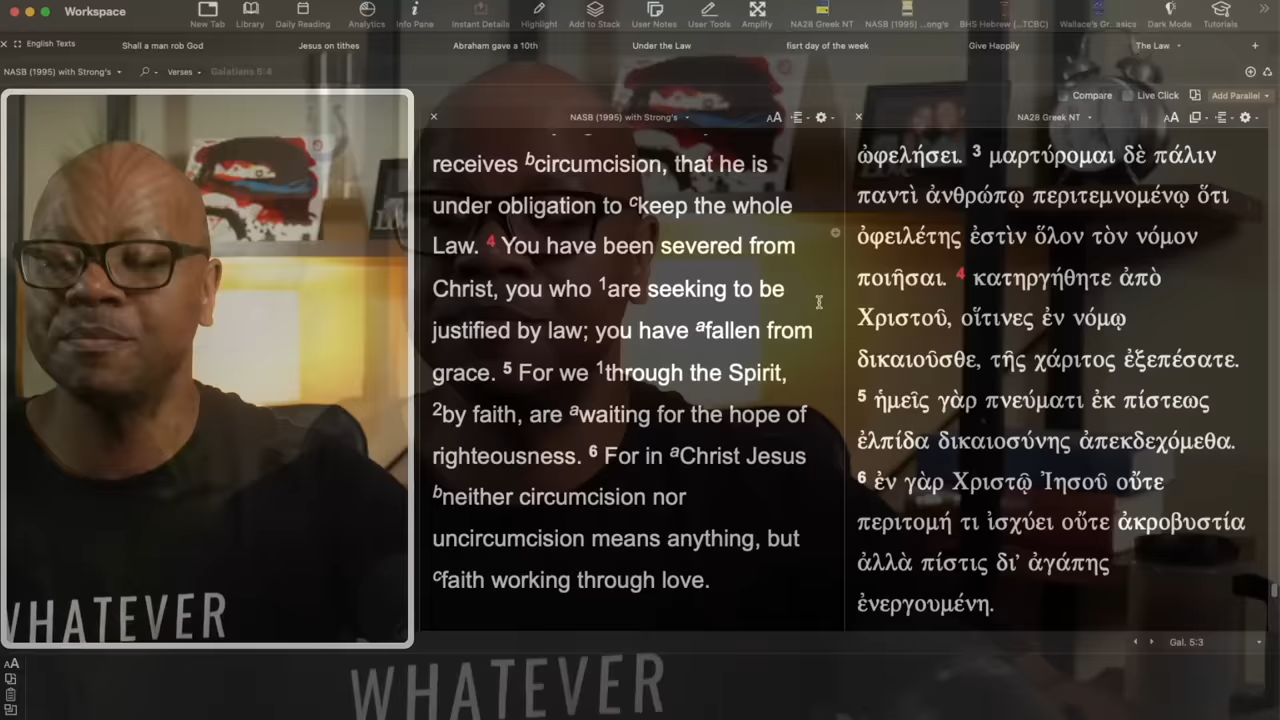 Workspace
New Tab
Library
Daily Reading
Analytics
Info Pane
Instant Details
Highlight
Add to Stack
User Notes
User Tools
Amplify
NA28 Greek NT
NASB (1995) ...ong's
BHS Hebrew (...TCBC)
Wallace's Gr...asics
Dark Mode
Tutorials
English Texts
Shall a man rob God
Jesus on tithes
Abraham gave a 10th
Under the Law
fisrt day of the week
Give Happily
The Law
NASB (1995) with Strong's
Verses
Galatians 5:4
Compare
Live Click
Add Parallel
NASB (1995) with Strong's
AA
receives bcircumcision, that he is
under obligation to ckeep the whole
Law. 4 You have been severed from
Christ, you who 1are seeking to be
justified by law; you have afallen from
grace. 5 For we 1through the Spirit,
2by faith, are awaiting for the hope of
righteousness. 6 For in aChrist Jesus
bneither circumcision nor
uncircumcision means anything, but
cfaith working through love.
NA28 Greek NT
AA
ὠφελήσει. 3 μαρτύρομαι δὲ πάλιν
παντὶ ἀνθρώπῳ περιτεμνομένῳ ὅτι
ὀφειλέτης ἐστὶν ὅλον τὸν νόμον
ποιῆσαι. 4 κατηργήθητε ἀπὸ
Χριστοῦ, οἵτινες ἐν νόμῳ
δικαιοῦσθε, τῆς χάριτος ἐξεπέσατε.
5 ἡμεῖς γὰρ πνεύματι ἐκ πίστεως
ἐλπίδα δικαιοσύνης ἀπεκδεχόμεθα.
6 ἐν γὰρ Χριστῷ Ἰησοῦ οὔτε
περιτομή τι ἰσχύει οὔτε ἀκροβυστία
ἀλλὰ πίστις δι’ ἀγάπης
ἐνεργουμένη.
Gal. 5:3
WHATEVER
WHATEVER
AA